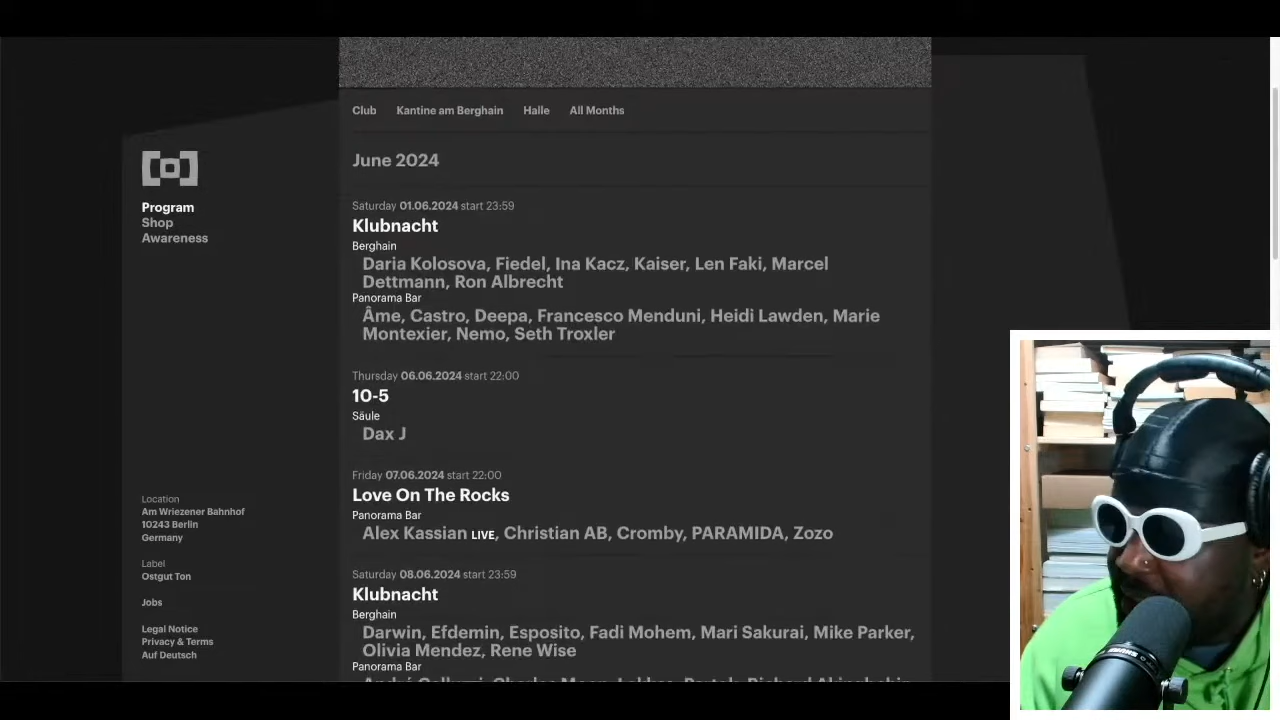 Club Kantine am Berghain Halle All Months
June 2024
Program
Shop
Awareness
Saturday 01.06.2024 start 23:59
Klubnacht
Berghain
Daria Kolosova, Fiedel, Ina Kacz, Kaiser, Len Faki, Marcel
Dettmann, Ron Albrecht
Panorama Bar
Âme, Castro, Deepa, Francesco Menduni, Heidi Lawden, Marie
Montexier, Nemo, Seth Troxler
Thursday 06.06.2024 start 22:00
10-5
Säule
Dax J
Friday 07.06.2024 start 22:00
Love On The Rocks
Panorama Bar
Alex Kassian LIVE, Christian AB, Cromby, PARAMIDA, Zozo
Saturday 08.06.2024 start 23:59
Klubnacht
Berghain
Darwin, Efdemin, Esposito, Fadi Mohem, Mari Sakurai, Mike Parker,
Olivia Mendez, Rene Wise
Panorama Bar
Location
Am Wriezener Bahnhof
10243 Berlin
Germany
Label
Ostgut Ton
Jobs
Legal Notice
Privacy & Terms
Auf Deutsch
SHURE